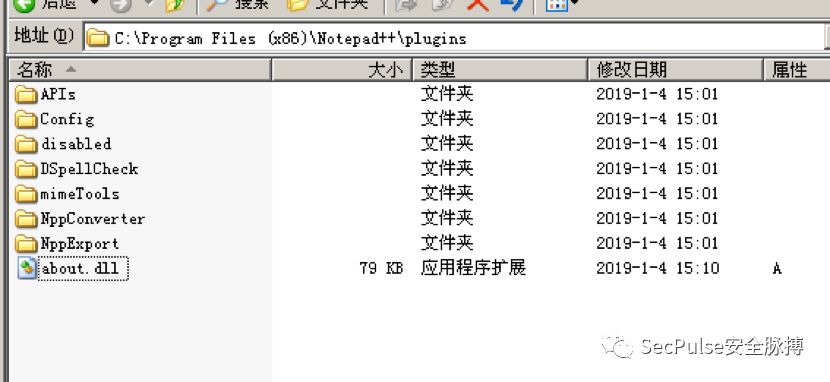 后退 搜索 文件夹
地址(D) C:\Program Files (x86)\Notepad++\plugins
名称 大小 类型 修改日期 属性
APIs 文件夹 2019-1-4 15:01
Config 文件夹 2019-1-4 15:01
disabled 文件夹 2019-1-4 15:01
DSpellCheck 文件夹 2019-1-4 15:01
mimeTools 文件夹 2019-1-4 15:01
NppConverter 文件夹 2019-1-4 15:01
NppExport 文件夹 2019-1-4 15:01
about.dll 79 KB 应用程序扩展 2019-1-4 15:10 A
SecPulse安全脉搏